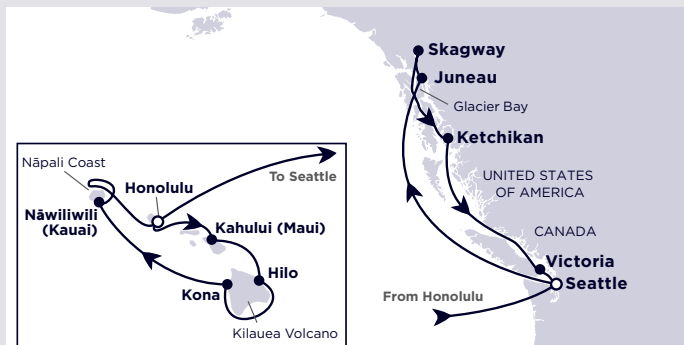 Skagway
Juneau
Glacier Bay
Ketchikan
UNITED STATES
OF AMERICA
CANADA
Victoria
Seattle
From Honolulu
Nāpali Coast
Honolulu
To Seattle
Nāwiliwili
(Kauai)
Kahului (Maui)
Hilo
Kona
Kilauea Volcano